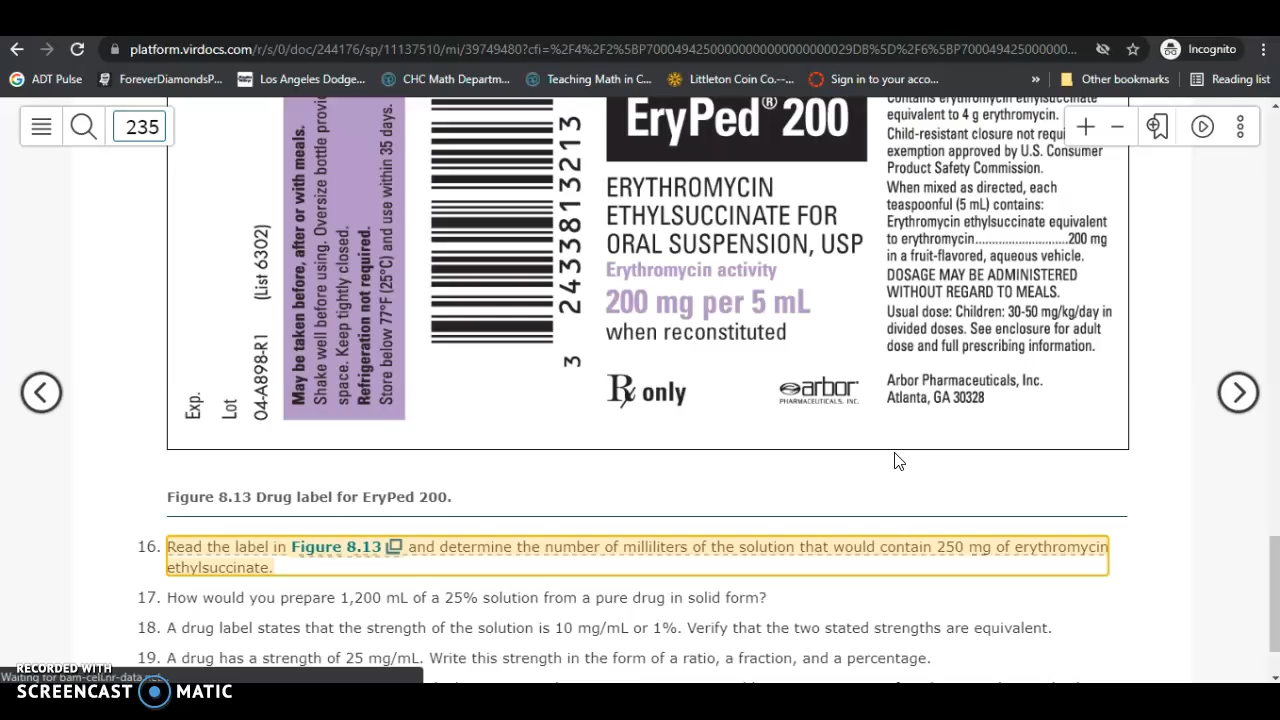 platform.virdocs.com/r/s/0/doc/244176/sp/11137510/mi/39749480?cfi=%2F4%2F2%5BP7000494250000000000000000029DB%5D%2F6%5BP700049425000000...
Incognito
ADT Pulse
ForeverDiamondsP...
Los Angeles Dodge...
CHC Math Departm...
Teaching Math in C...
Littleton Coin Co.--...
Sign in to your acco...
»
Other bookmarks
Reading list
235
Exp.
Lot
04-A898-R1 (List 6302)
May be taken before, after or with meals.
Shake well before using. Oversize bottle provi
space. Keep tightly closed.
Refrigeration not required.
Store below 77°F (25°C) and use within 35 days.
3 2433813213
EryPed® 200
ERYTHROMYCIN
ETHYLSUCCINATE FOR
ORAL SUSPENSION, USP
Erythromycin activity
200 mg per 5 mL
when reconstituted
Rx only
arbor
PHARMACEUTICALS, INC.
Contains erythromycin ethylsuccinate
equivalent to 4 g erythromycin.
Child-resistant closure not requi
exemption approved by U.S. Consumer
Product Safety Commission.
When mixed as directed, each
teaspoonful (5 mL) contains:
Erythromycin ethylsuccinate equivalent
to erythromycin............................200 mg
in a fruit-flavored, aqueous vehicle.
DOSAGE MAY BE ADMINISTERED
WITHOUT REGARD TO MEALS.
Usual dose: Children: 30-50 mg/kg/day in
divided doses. See enclosure for adult
dose and full prescribing information.
Arbor Pharmaceuticals, Inc.
Atlanta, GA 30328
Figure 8.13 Drug label for EryPed 200.
16. Read the label in Figure 8.13 and determine the number of milliliters of the solution that would contain 250 mg of erythromycin
ethylsuccinate.
17. How would you prepare 1,200 mL of a 25% solution from a pure drug in solid form?
18. A drug label states that the strength of the solution is 10 mg/mL or 1%. Verify that the two stated strengths are equivalent.
19. A drug has a strength of 25 mg/mL. Write this strength in the form of a ratio, a fraction, and a percentage.
Waiting for bam-cell.nr-data.net...
RECORDED WITH
SCREENCAST MATIC